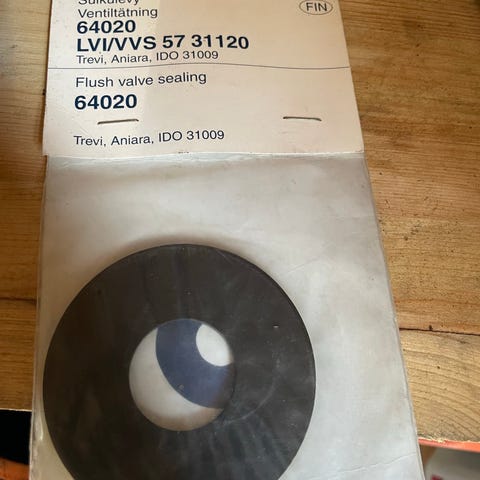 Sulkulevy
Ventiltätning
64020
LVI/VVS 57 31120
Trevi, Aniara, IDO 31009
FIN
Flush valve sealing
64020
Trevi, Aniara, IDO 31009